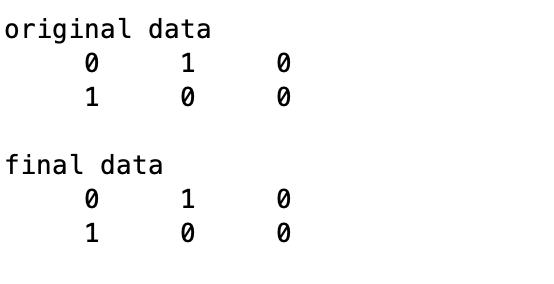 original data
0 1 0
1 0 0
final data
0 1 0
1 0 0